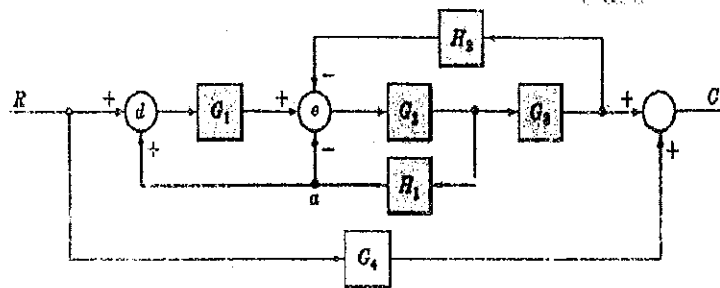 H₂
R + d G₁ + e G₂ G₃ + C
−
+ − +
a H₁
G₄